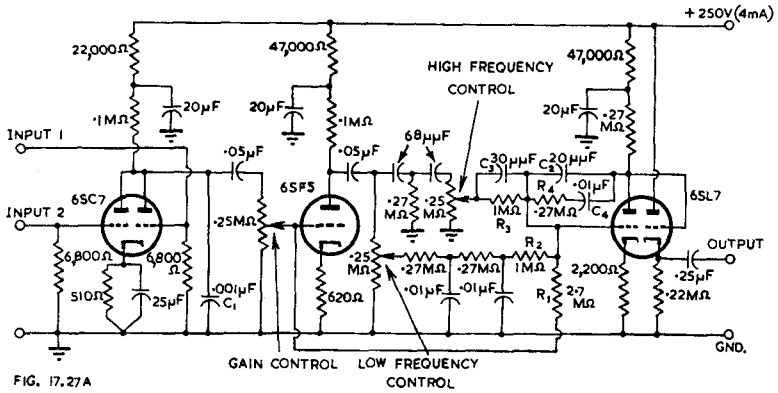 +250V(4mA)
22,000Ω
47,000Ω
47,000Ω
HIGH FREQUENCY
CONTROL
20μF
20μF
20μF
.27
MΩ
.1MΩ
.1MΩ
INPUT 1
68μμF
.05μF
.05μF
C3
30μμF
C2
20μμF
6SC7
6SF5
6SL7
R4
.01μF
INPUT 2
.25MΩ
.27
MΩ
.25
MΩ
1MΩ
R3
.27MΩ
C4
OUTPUT
6,800Ω
6,800
Ω
.25
MΩ
R2
.27MΩ
.27MΩ
1MΩ
2,200Ω
.25μF
510Ω
25μF
.001μF
C1
620Ω
.01μF
.01μF
R1
2.7
MΩ
.22MΩ
GAIN CONTROL
LOW FREQUENCY
CONTROL
GND.
FIG. 17.27A